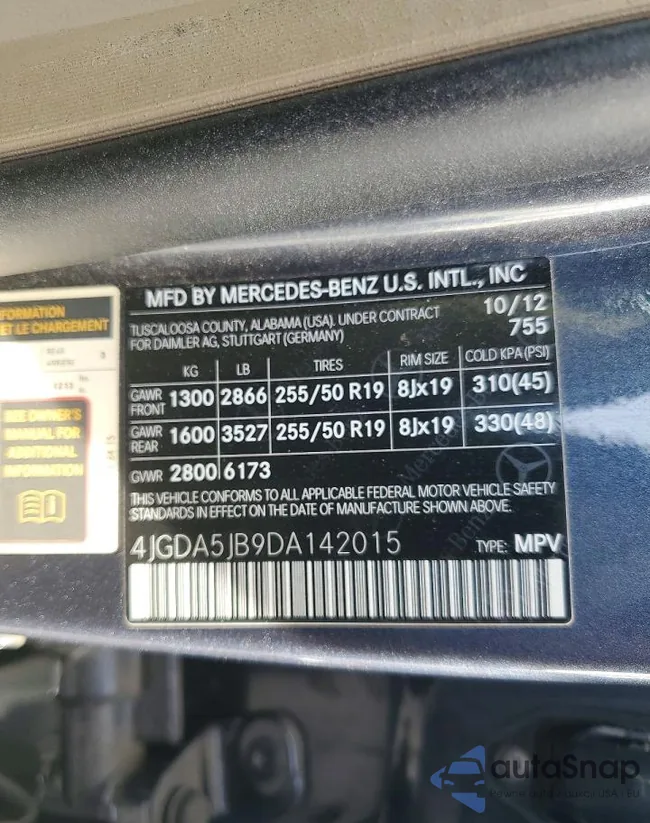 MFD BY MERCEDES-BENZ U.S. INTL., INC
TUSCALOOSA COUNTY, ALABAMA (USA). UNDER CONTRACT 10/12
FOR DAIMLER AG, STUTTGART (GERMANY) 755
KG LB TIRES RIM SIZE COLD KPA (PSI)
GAWR FRONT 1300 2866 255/50 R19 8Jx19 310(45)
GAWR REAR 1600 3527 255/50 R19 8Jx19 330(48)
GVWR 2800 6173
THIS VEHICLE CONFORMS TO ALL APPLICABLE FEDERAL MOTOR VEHICLE SAFETY
STANDARDS IN EFFECT ON THE DATE OF MANUFACTURE SHOWN ABOVE.
4JGDA5JB9DA142015 TYPE: MPV
FORMATION
ET LE CHARGEMENT
SEE OWNER'S
MANUAL FOR
ADDITIONAL
INFORMATION
Mercedes-Benz
autoSnap